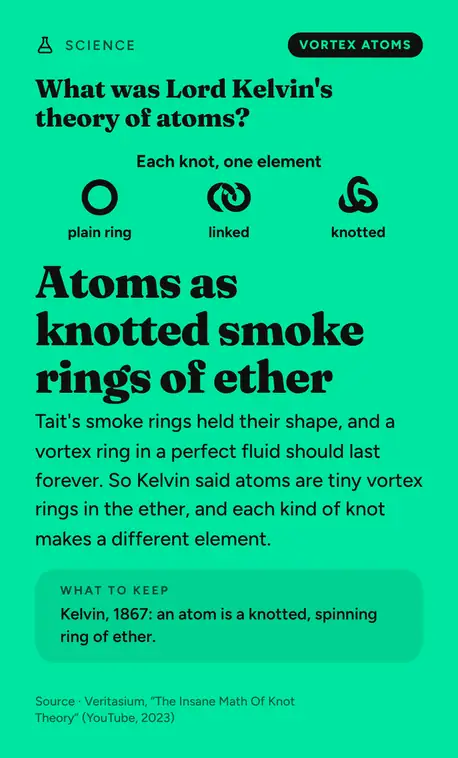 SCIENCE
VORTEX ATOMS
What was Lord Kelvin's
theory of atoms?
Each knot, one element
plain ring
linked
knotted
Atoms as
knotted smoke
rings of ether
Tait's smoke rings held their shape, and a
vortex ring in a perfect fluid should last
forever. So Kelvin said atoms are tiny vortex
rings in the ether, and each kind of knot
makes a different element.
WHAT TO KEEP
Kelvin, 1867: an atom is a knotted, spinning
ring of ether.
Source · Veritasium, “The Insane Math Of Knot
Theory” (YouTube, 2023)